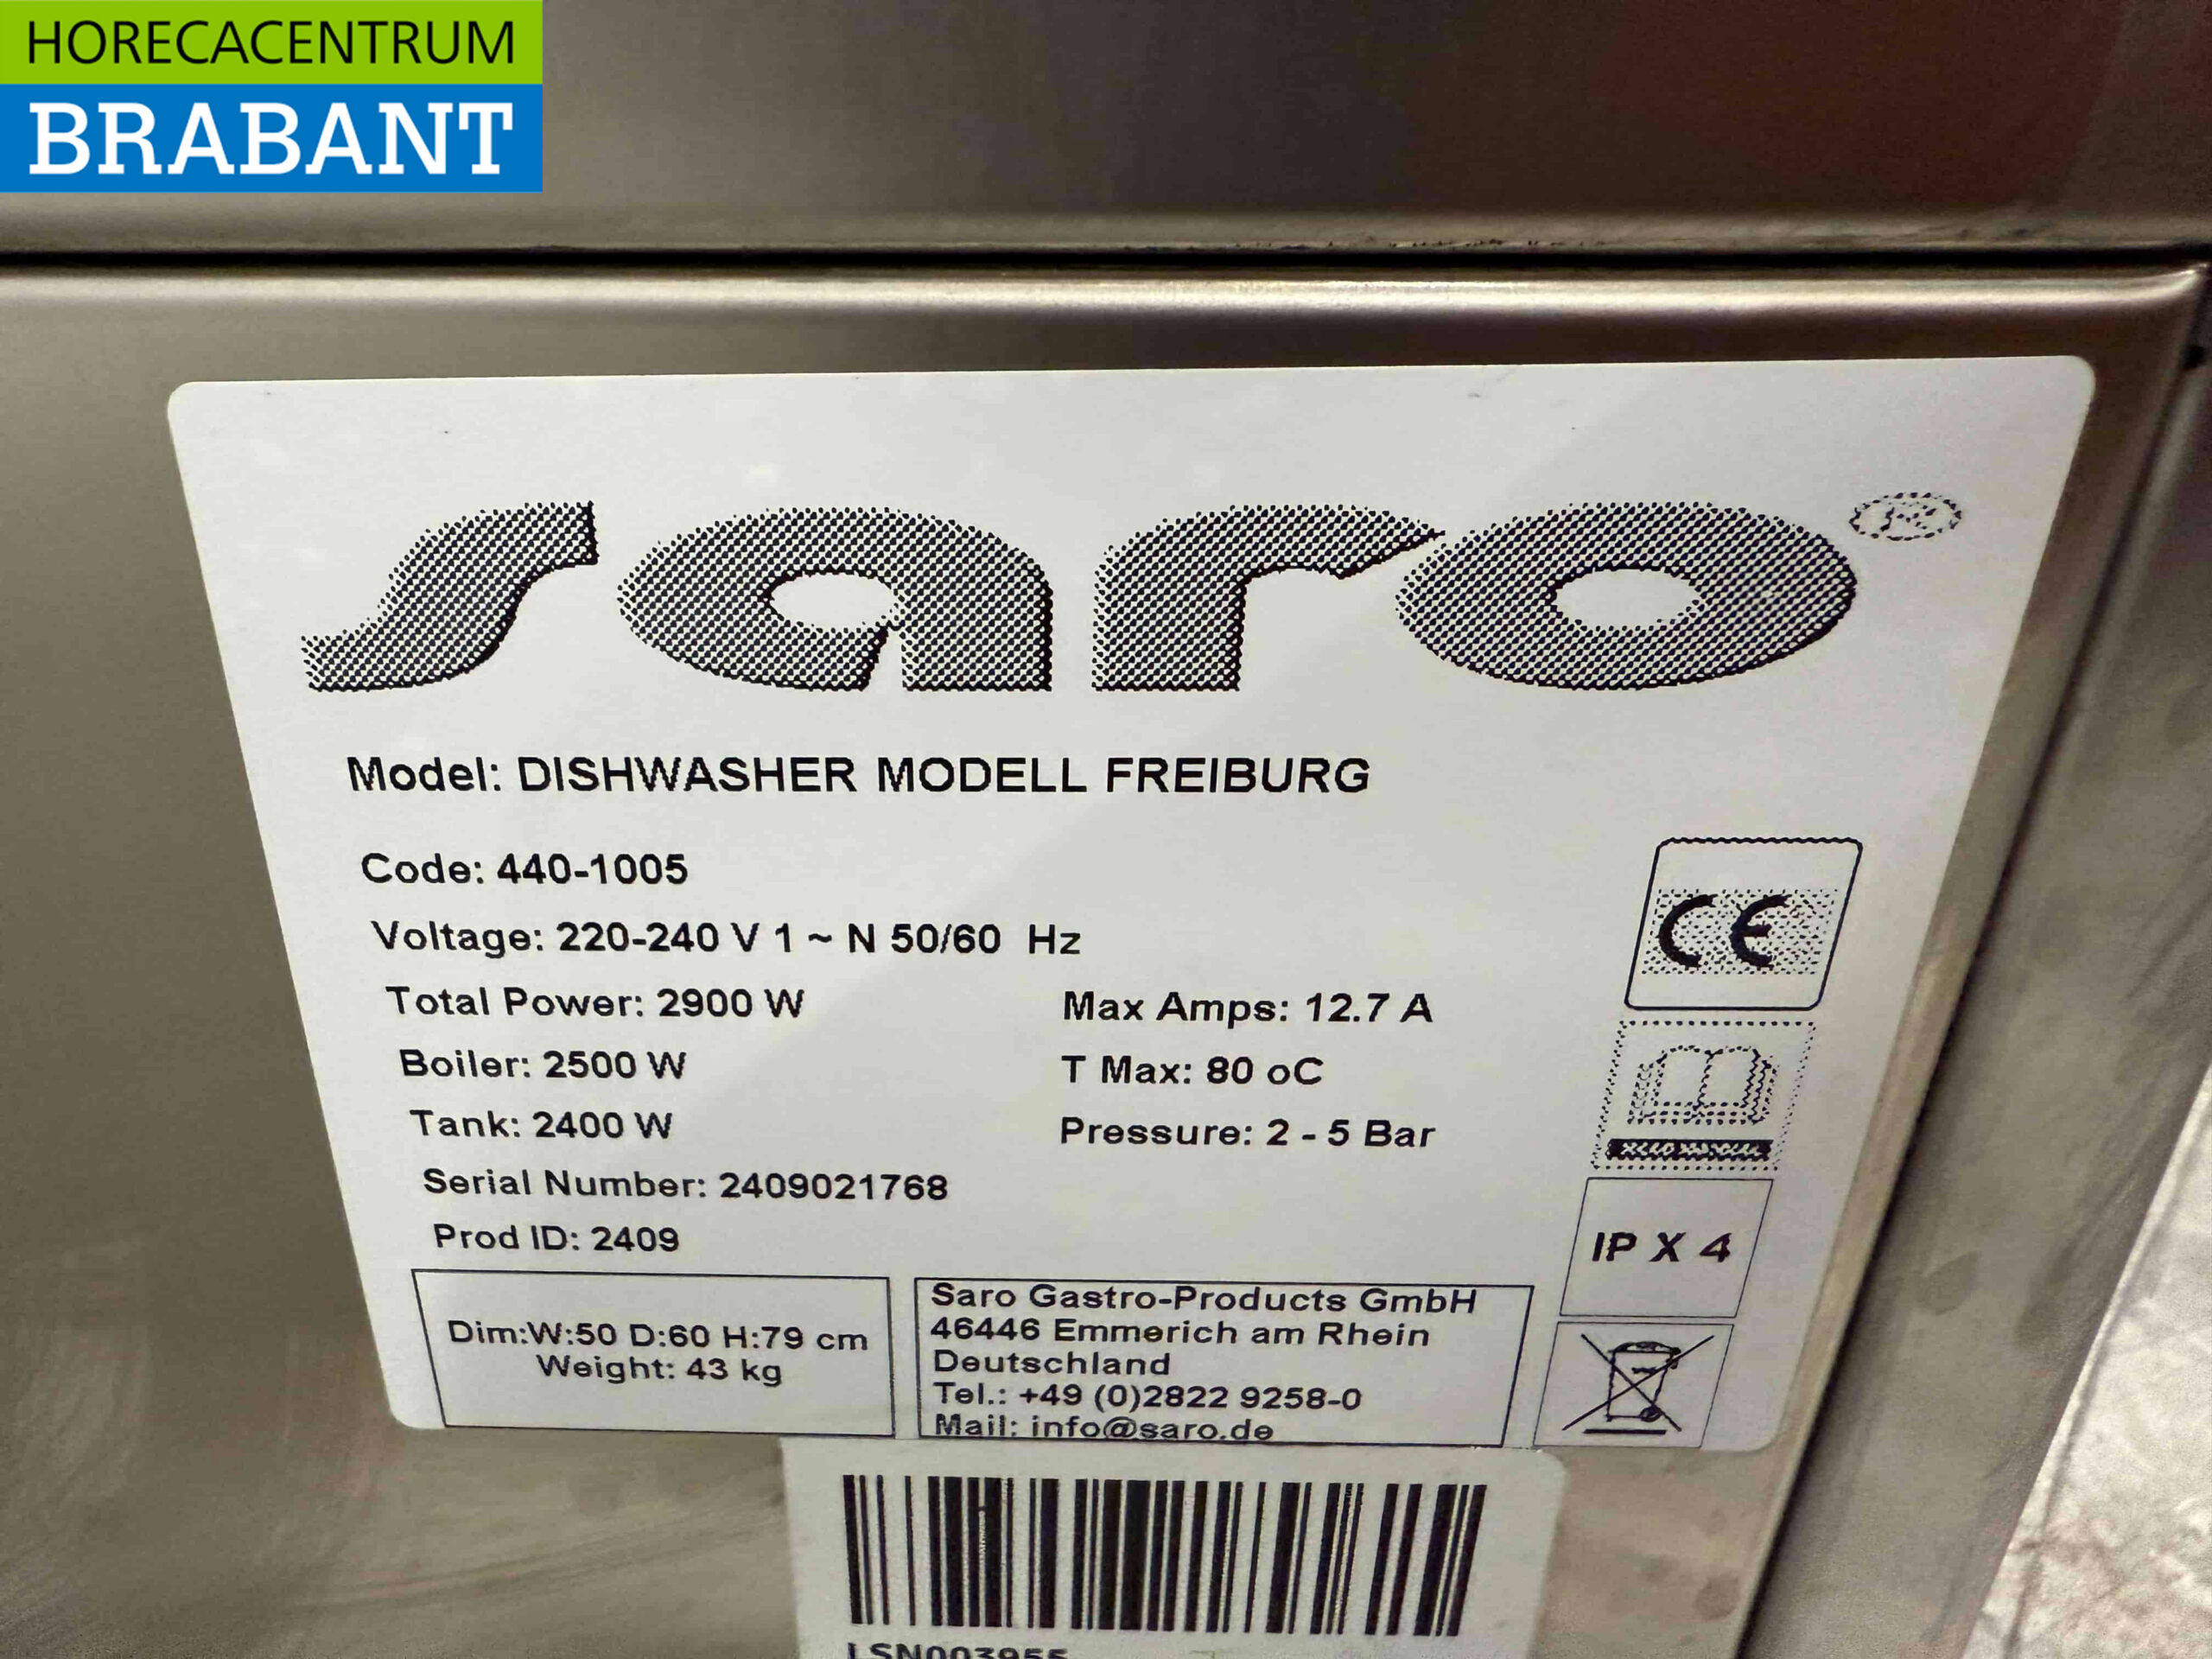 HORECACENTRUM
BRABANT
saro®
Model: DISHWASHER MODELL FREIBURG
Code: 440-1005
Voltage: 220-240 V 1 ~ N 50/60 Hz
Total Power: 2900 W
Max Amps: 12.7 A
Boiler: 2500 W
T Max: 80 oC
Tank: 2400 W
Pressure: 2 - 5 Bar
Serial Number: 2409021768
Prod ID: 2409
CE
IP X 4
Dim:W:50 D:60 H:79 cm
Weight: 43 kg
Saro Gastro-Products GmbH
46446 Emmerich am Rhein
Deutschland
Tel.: +49 (0)2822 9258-0
Mail: info@saro.de
LSN003955